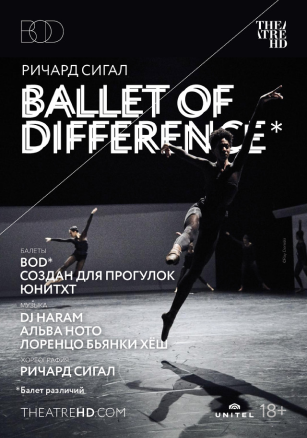 BOD
THEATRE HD
РИЧАРД СИГАЛ
BALLET OF
DIFFERENCE*
БАЛЕТЫ
BOD*
СОЗДАН ДЛЯ ПРОГУЛОК
ЮНИТХТ
МУЗЫКА
DJ HARAM
АЛЬВА НОТО
ЛОРЕНЦО БЬЯНКИ ХЁШ
ХОРЕОГРАФИЯ
РИЧАРД СИГАЛ
*Балет различий
THEATREHD.COM
UNITEL
18+